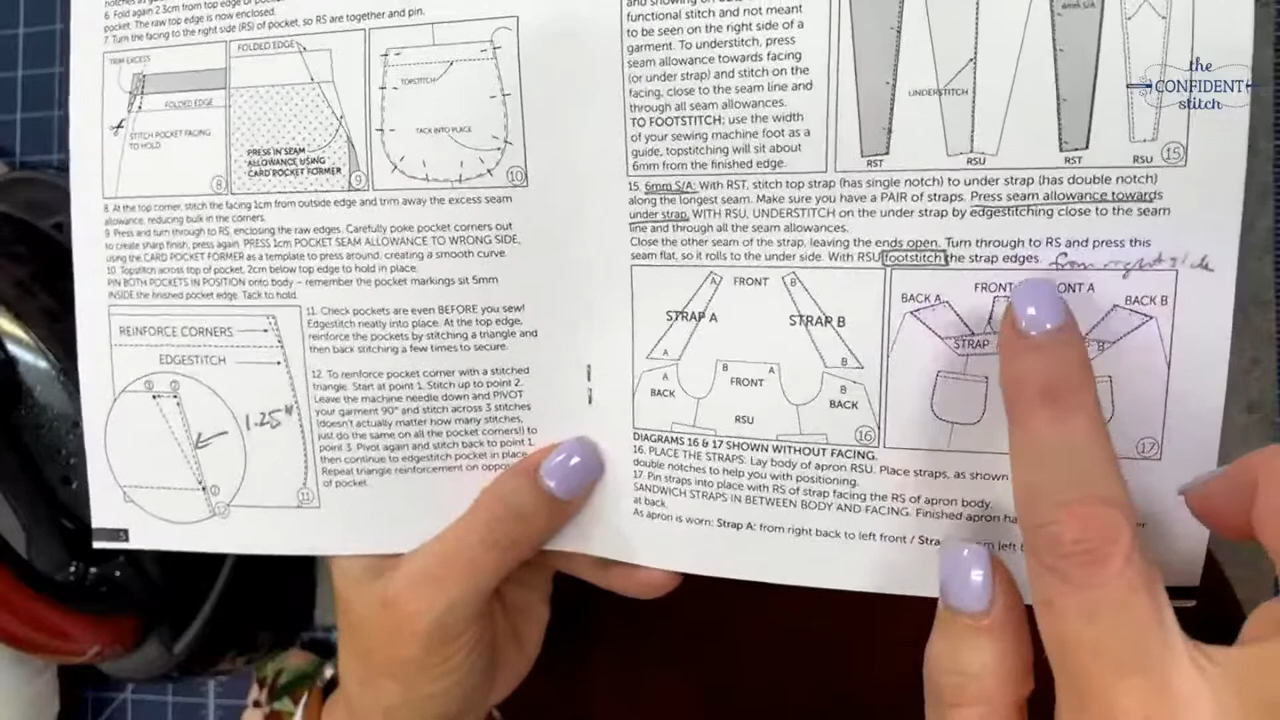 6. Fold again 2.5cm from top edge of
pocket. The raw top edge is now enclosed.
7. Turn the facing to the right side (RS) of pocket, so RS are together and pin.
TRIM EXCESS
FOLDED EDGE
STITCH POCKET FACING
TO HOLD
8
FOLDED EDGE
PRESS IN SEAM
ALLOWANCE USING
CARD POCKET FORMER
9
TOPSTITCH
TACK INTO PLACE
10
8. At the top corner, stitch the facing 1cm from outside edge and trim away the excess seam
allowance, reducing bulk in the corners.
9. Press and turn through to RS, enclosing the raw edges. Carefully poke pocket corners out
to create sharp finish, press again. PRESS 1cm POCKET SEAM ALLOWANCE TO WRONG SIDE,
using the CARD POCKET FORMER as a template to press around, creating a smooth curve.
10. Topstitch across top of pocket, 2cm below top edge to hold in place.
PIN BOTH POCKETS IN POSITION onto body – remember the pocket markings sit 5mm
INSIDE the finished pocket edge. Tack to hold.
REINFORCE CORNERS
EDGESTITCH
1.25"
11
11. Check pockets are even BEFORE you sew!
Edgestitch neatly into place. At the top edge,
reinforce the pockets by stitching a triangle and
then back stitching a few times to secure.
12. To reinforce pocket corner with a stitched
triangle. Start at point 1. Stitch up to point 2.
Leave the machine needle down and PIVOT
your garment 90° and stitch across 3 stitches
(doesn't actually matter how many stitches,
just do the same on all the pocket corners!) to
point 3. Pivot again and stitch back to point 1,
then continue to edgestitch pocket in place.
Repeat triangle reinforcement on
of pocket.
5
functional stitch and not meant
to be seen on the right side of a
garment. To understitch, press
seam allowance towards facing
(or under strap) and stitch on the
facing, close to the seam line and
through all seam allowances.
TO FOOTSTITCH; use the width
of your sewing machine foot as a
guide, topstitching will sit about
6mm from the finished edge.
6mm S/A
UNDERSTITCH
RST
RSU
RST
RSU
15
the
CONFIDENT
stitch
15. 6mm S/A: With RST, stitch top strap (has single notch) to under strap (has double notch)
along the longest seam. Make sure you have a PAIR of straps. Press seam allowance towards
under strap. WITH RSU, UNDERSTITCH on the under strap by edgestitching close to the seam
line and through all the seam allowances.
Close the other seam of the strap, leaving the ends open. Turn through to RS and press this
seam flat, so it rolls to the under side. With RSU footstitch the strap edges. from right side
A
FRONT
B
STRAP A
STRAP B
A
B
A
BACK
B
A
FRONT
B
BACK
RSU
16
BACK A
FRONT
FRONT A
BACK B
STRAP
B
17
DIAGRAMS 16 & 17 SHOWN WITHOUT FACING.
16. PLACE THE STRAPS. Lay body of apron RSU. Place straps, as shown
double notches to help you with positioning.
17. Pin straps into place with RS of strap facing the RS of apron body.
SANDWICH STRAPS IN BETWEEN BODY AND FACING. Finished apron
at back.
As apron is worn: Strap A: from right back to left front /